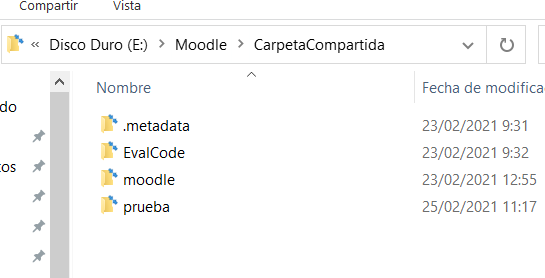 Compartir Vista
« Disco Duro (E:) > Moodle > CarpetaCompartida
Nombre Fecha de modifica
do
.metadata 23/02/2021 9:31
EvalCode 23/02/2021 9:32
tos
moodle 23/02/2021 12:55
prueba 25/02/2021 11:17